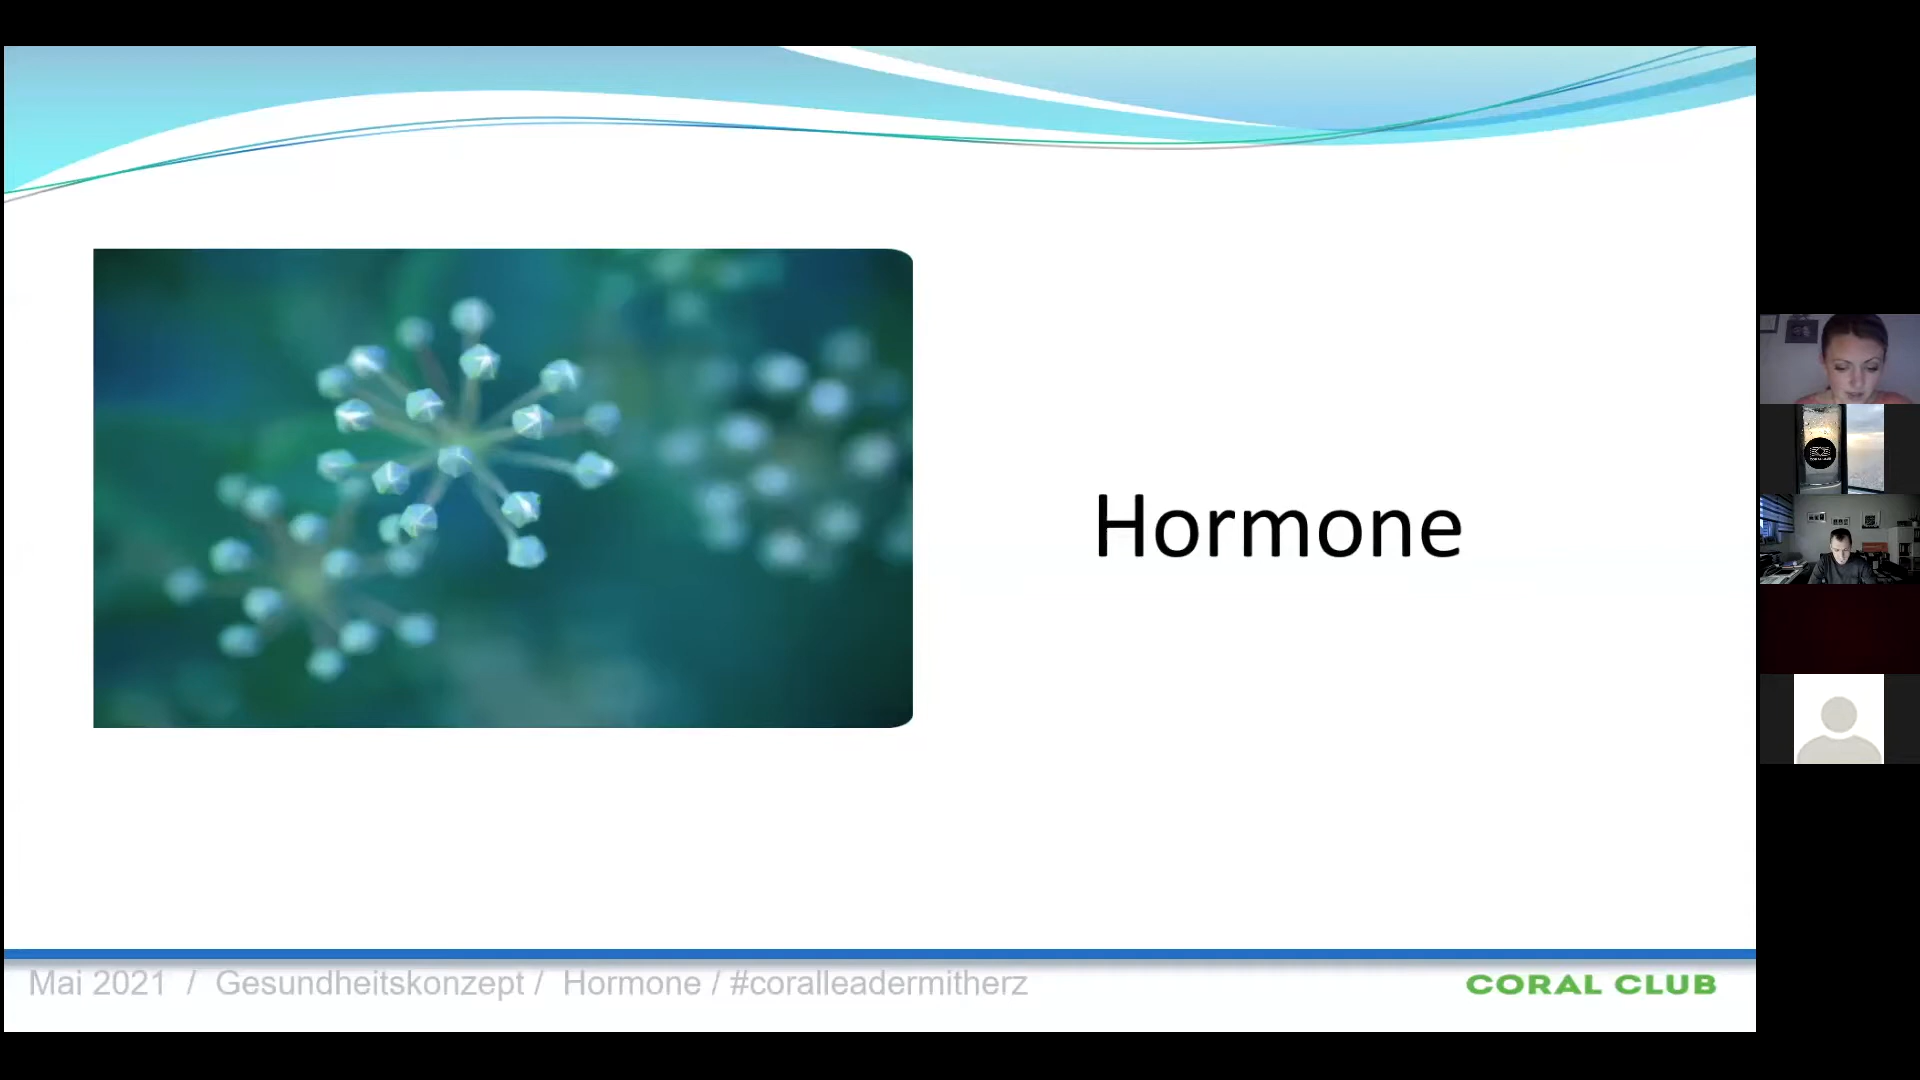 Hormone
Mai 2021 / Gesundheitskonzept / Hormone / #coralleadermitherz
CORAL CLUB